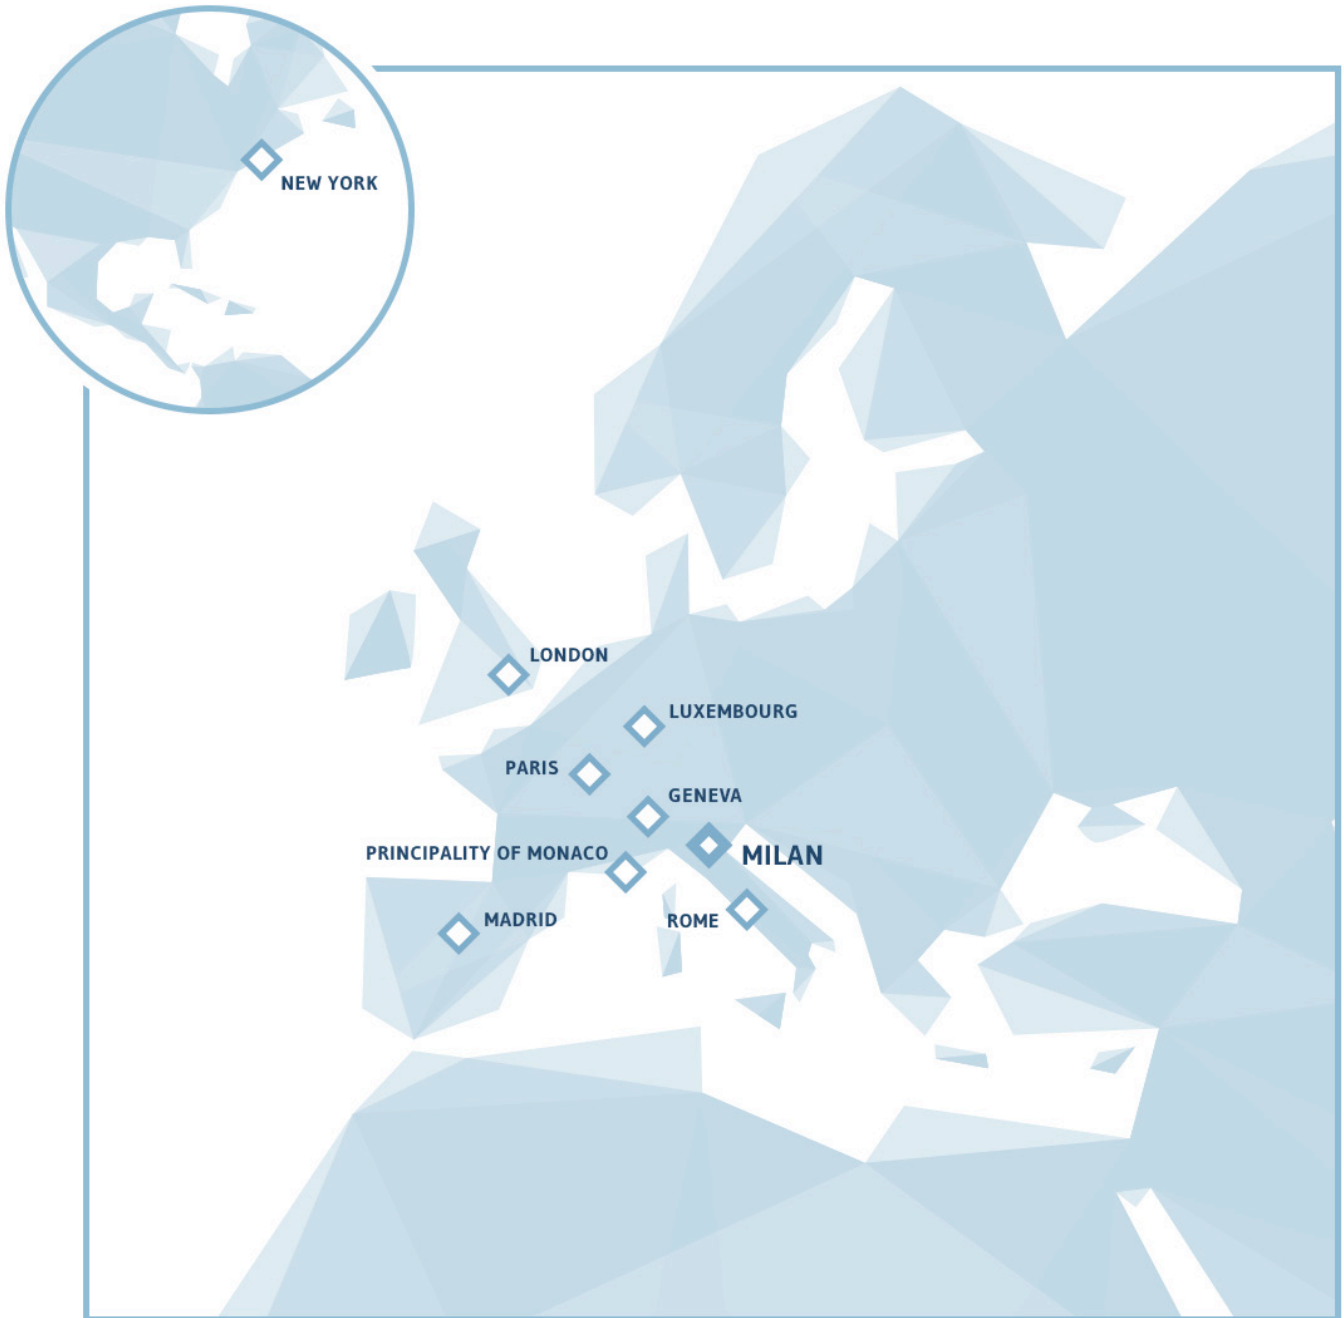 NEW YORK
LONDON
LUXEMBOURG
PARIS
GENEVA
PRINCIPALITY OF MONACO
MILAN
MADRID
ROME